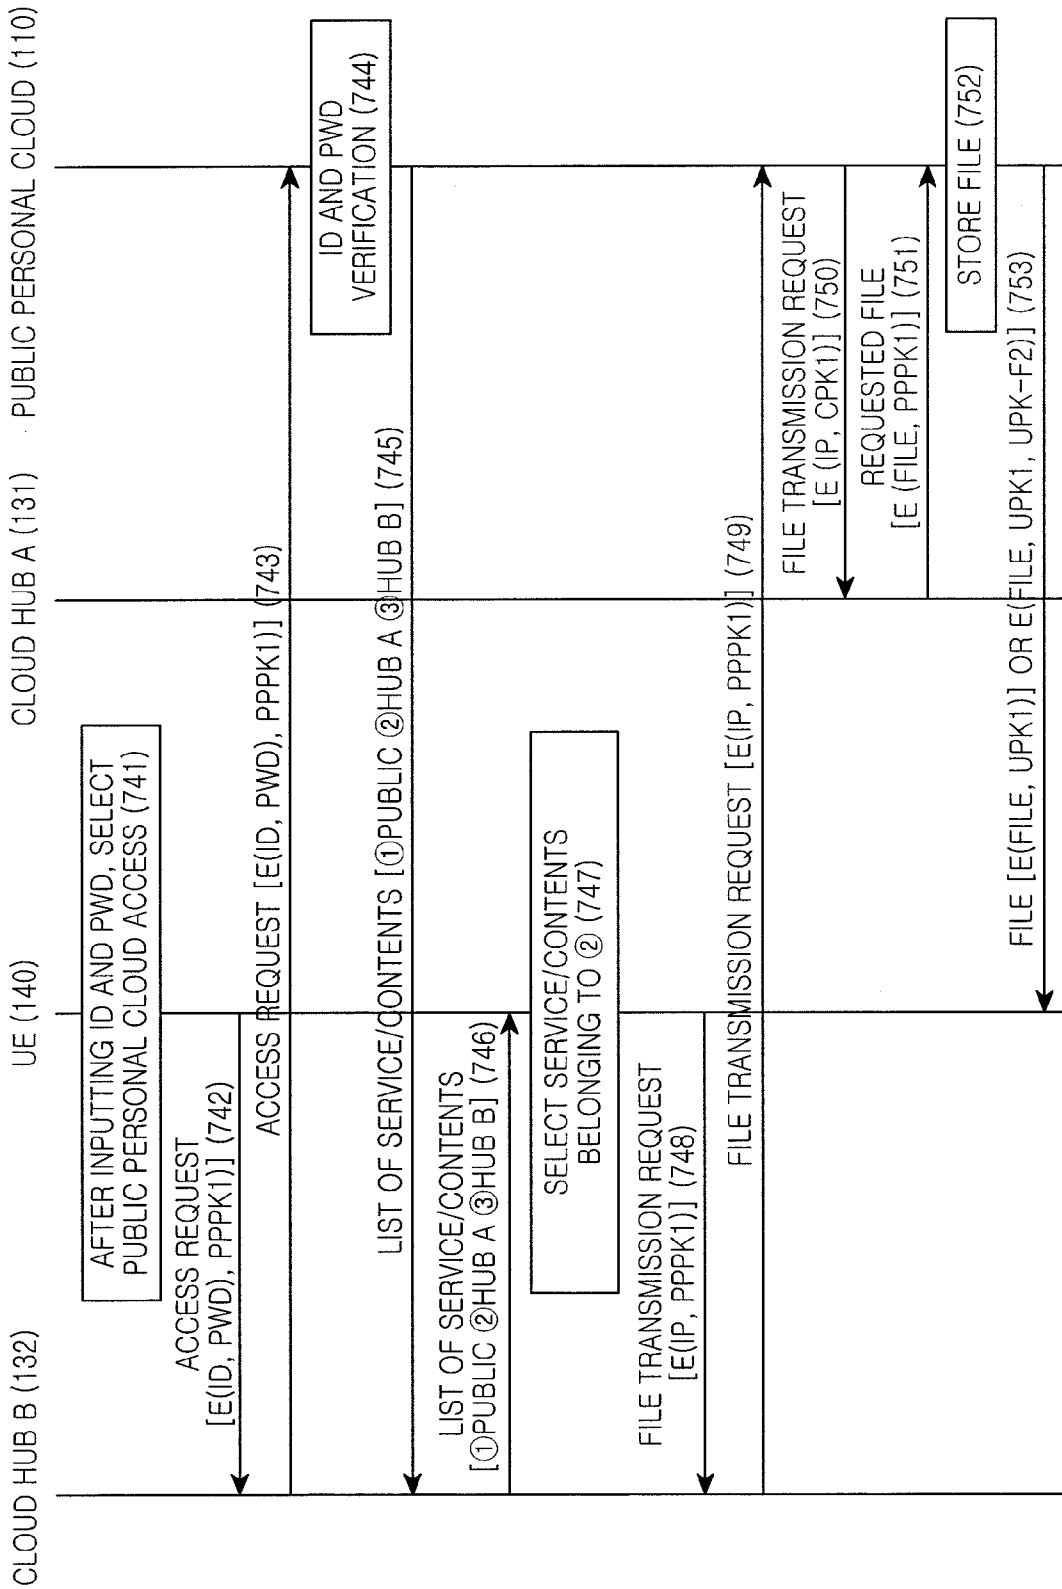 CLOUD HUB B (132)
UE (140)
CLOUD HUB A (131)
PUBLIC PERSONAL CLOUD (110)
AFTER INPUTTING ID AND PWD, SELECT
PUBLIC PERSONAL CLOUD ACCESS (741)
ACCESS REQUEST
[E(ID, PWD), PPPK1)] (742)
ACCESS REQUEST [E(ID, PWD), PPPK1)] (743)
ID AND PWD
VERIFICATION (744)
LIST OF SERVICE/CONTENTS [①PUBLIC ②HUB A ③HUB B] (745)
LIST OF SERVICE/CONTENTS
[①PUBLIC ②HUB A ③HUB B] (746)
SELECT SERVICE/CONTENTS
BELONGING TO ② (747)
FILE TRANSMISSION REQUEST
[E(IP, PPPK1)] (748)
FILE TRANSMISSION REQUEST [E(IP, PPPK1)] (749)
FILE TRANSMISSION REQUEST
[E (IP, CPK1)] (750)
REQUESTED FILE
[E (FILE, PPPK1)] (751)
STORE FILE (752)
FILE [E(FILE, UPK1)] OR E(FILE, UPK1, UPK-F2)] (753)